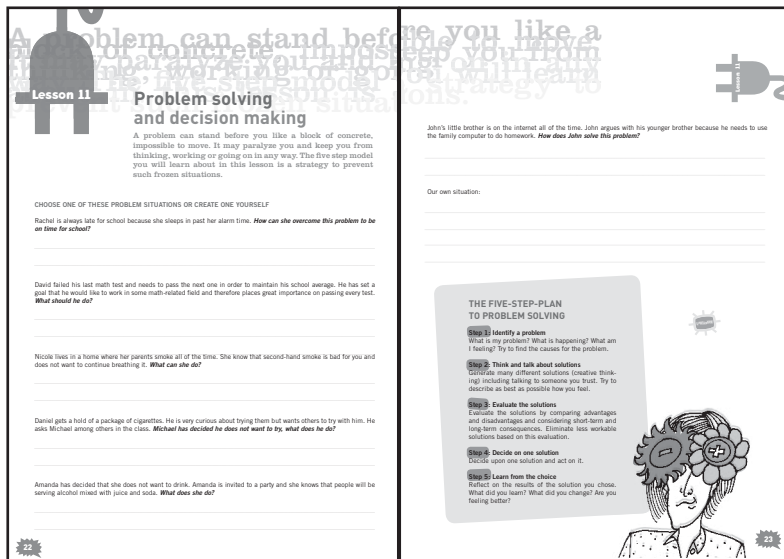 A problem can stand before you like a
Lesson 11
Problem solving
and decision making
A problem can stand before you like a block of concrete,
impossible to move. It may paralyze you and keep you from
thinking, working or going on in any way. The five step model
you will learn about in this lesson is a strategy to prevent
such frozen situations.
CHOOSE ONE OF THESE PROBLEM SITUATIONS OR CREATE ONE YOURSELF
Rachel is always late for school because she sleeps in past her alarm time. How can she overcome this problem to be
on time for school?
David failed his last math test and needs to pass the next one in order to maintain his school average. He has set a
goal that he would like to work in some math-related field and therefore places great importance on passing every test.
What should he do?
Nicole lives in a home where her parents smoke all of the time. She know that second-hand smoke is bad for you and
does not want to continue breathing it. What can she do?
Daniel gets a hold of a package of cigarettes. He is very curious about trying them but wants others to try with him. He
asks Michael among others in the class. Michael has decided he does not want to try, what does he do?
Amanda has decided that she does not want to drink. Amanda is invited to a party and she knows that people will be
serving alcohol mixed with juice and soda. What does she do?
22
Lesson 11
John's little brother is on the internet all of the time. John argues with his younger brother because he needs to use
the family computer to do homework. How does John solve this problem?
Our own situation:
THE FIVE-STEP-PLAN
TO PROBLEM SOLVING
Step 1: Identify a problem
What is my problem? What is happening? What am
I feeling? Try to find the causes for the problem.
Step 2: Think and talk about solutions
Generate many different solutions (creative think-
ing) including talking to someone you trust. Try to
describe as best as possible how you feel.
Step 3: Evaluate the solutions
Evaluate the solutions by comparing advantages
and disadvantages and considering short-term and
long-term consequences. Eliminate less workable
solutions based on this evaluation.
Step 4: Decide on one solution
Decide upon one solution and act on it.
Step 5: Learn from the choice
Reflect on the results of the solution you chose.
What did you learn? What did you change? Are you
feeling better?
23